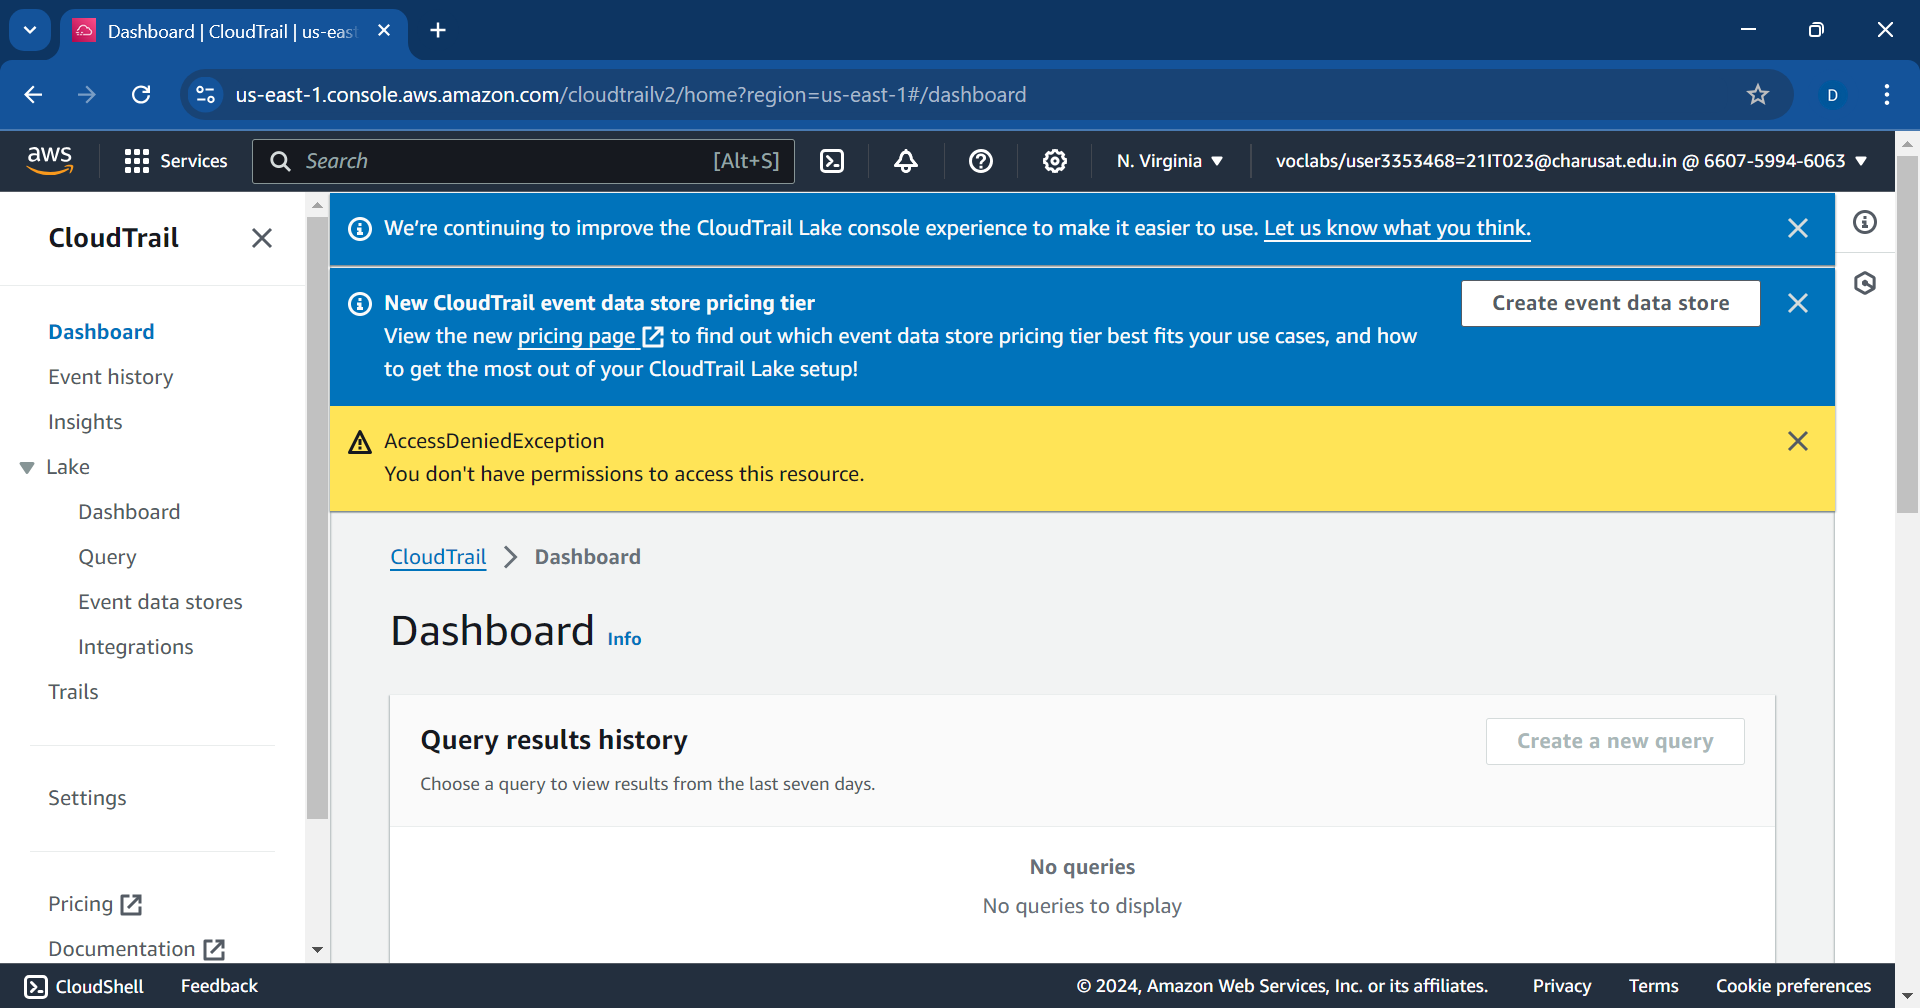 Dashboard | CloudTrail | us-east
us-east-1.console.aws.amazon.com/cloudtrailv2/home?region=us-east-1#/dashboard
D
aws
Services
Search
[Alt+S]
N. Virginia
voclabs/user3353468=21IT023@charusat.edu.in @ 6607-5994-6063
CloudTrail
Dashboard
Event history
Insights
Lake
Dashboard
Query
Event data stores
Integrations
Trails
Settings
Pricing
Documentation
We’re continuing to improve the CloudTrail Lake console experience to make it easier to use. Let us know what you think.
New CloudTrail event data store pricing tier
View the new pricing page to find out which event data store pricing tier best fits your use cases, and how
to get the most out of your CloudTrail Lake setup!
Create event data store
AccessDeniedException
You don't have permissions to access this resource.
CloudTrail
Dashboard
Dashboard Info
Query results history
Create a new query
Choose a query to view results from the last seven days.
No queries
No queries to display
CloudShell
Feedback
© 2024, Amazon Web Services, Inc. or its affiliates.
Privacy
Terms
Cookie preferences